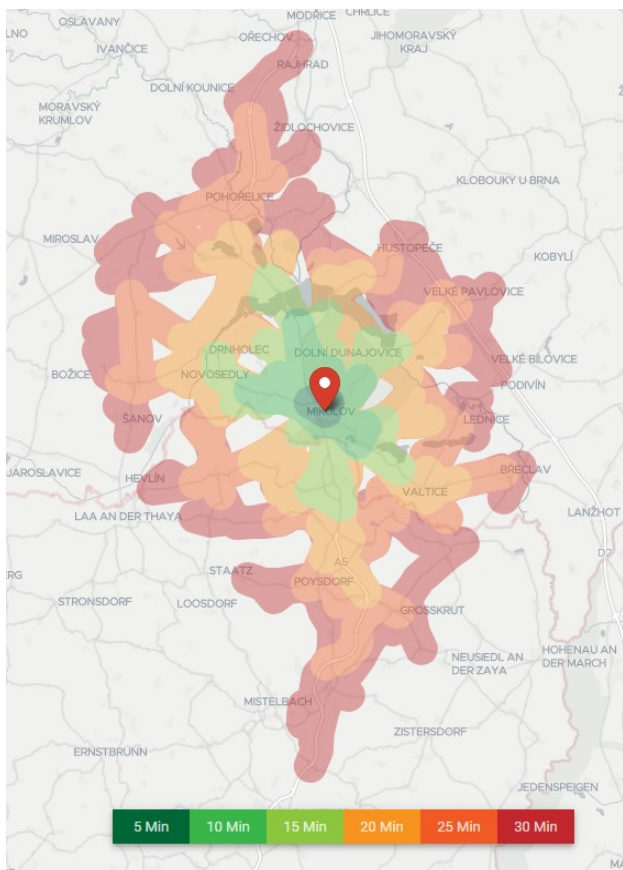 CHRLICE
MODŘICE
OSLAVANY
OŘECHOV
JIHOMORAVSKÝ
KRAJ
IVANČICE
RAJHRAD
DOLNÍ KOUNICE
MORAVSKÝ
KRUMLOV
ŽIDLOCHOVICE
KLOBOUKY U BRNA
POHOŘELICE
MIROSLAV
HUSTOPEČE
KOBYLÍ
VELKÉ PAVLOVICE
DRNHOLEC
DOLNÍ DUNAJOVICE
VELKÉ BÍLOVICE
BOŽICE
NOVOSEDLY
PODIVÍN
MIKULOV
ŠANOV
LEDNICE
JAROSLAVICE
HEVLÍN
BŘECLAV
VALTICE
LAA AN DER THAYA
LANŽHOT
D2
A5
STAATZ
POYSDORF
STRONSDORF
LOOSDORF
GROSSKRUT
NEUSIEDL AN
DER ZAYA
HOHENAU AN
DER MARCH
MISTELBACH
ZISTERSDORF
ERNSTBRUNN
JEDENSPEIGEN
5 Min 10 Min 15 Min 20 Min 25 Min 30 Min